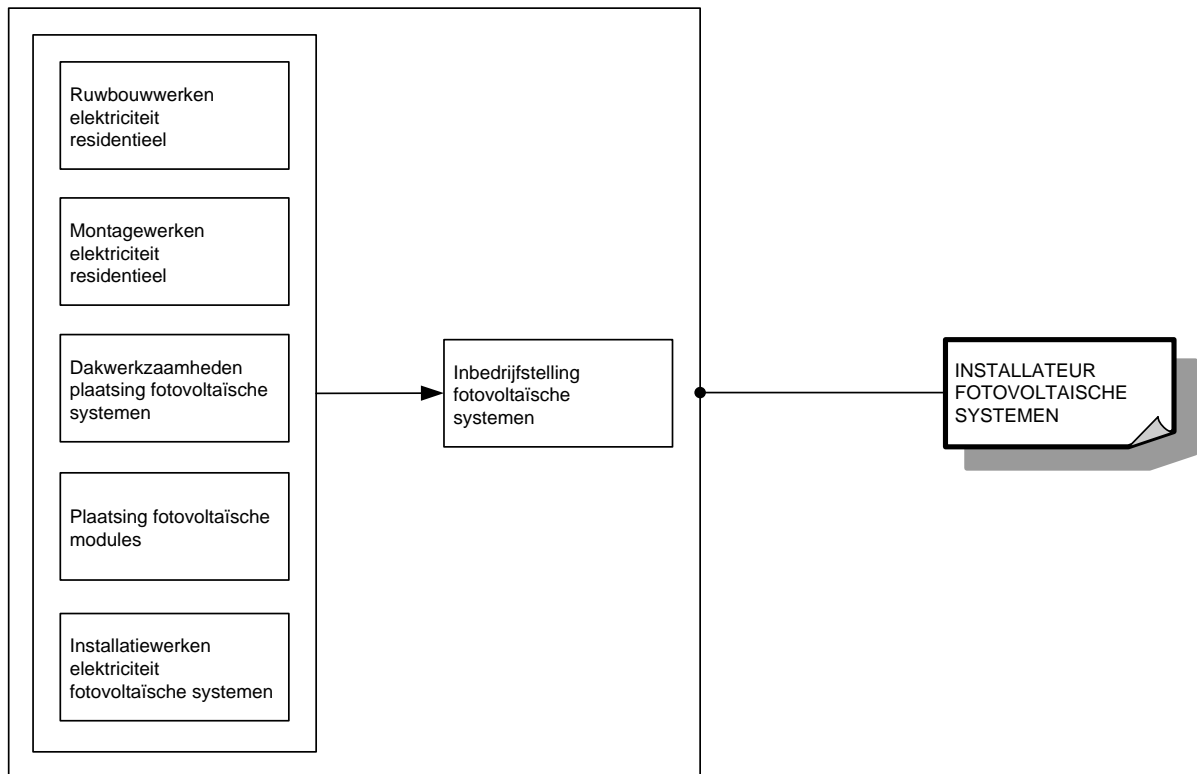 Ruwbouwwerken
elektriciteit
residentieel
Montagewerken
elektriciteit
residentieel
Dakwerkzaamheden
plaatsing fotovoltaïsche
systemen
Plaatsing fotovoltaïsche
modules
Installatiewerken
elektriciteit
fotovoltaïsche systemen
Inbedrijfstelling
fotovoltaïsche
systemen
INSTALLATEUR
FOTOVOLTAISCHE
SYSTEMEN